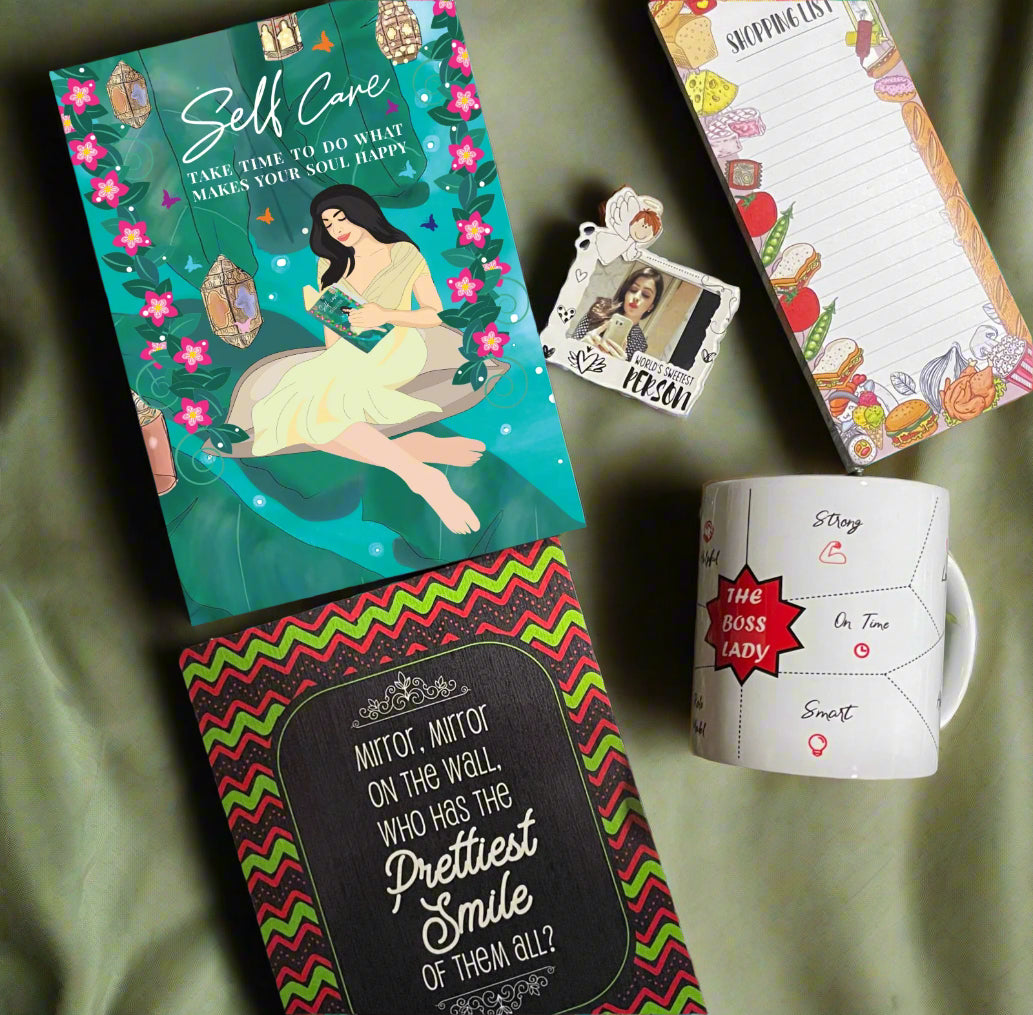 Self Care
TAKE TIME TO DO WHAT
MAKES YOUR SOUL HAPPY
SHOPPING LIST
WORLD'S SWEETEST
PERSON
Strong
THE
BOSS
LADY
On Time
Smart
MIRROR, MIRROR
ON THE WALL,
WHO HAS THE
Prettiest
Smile
OF THEM ALL?